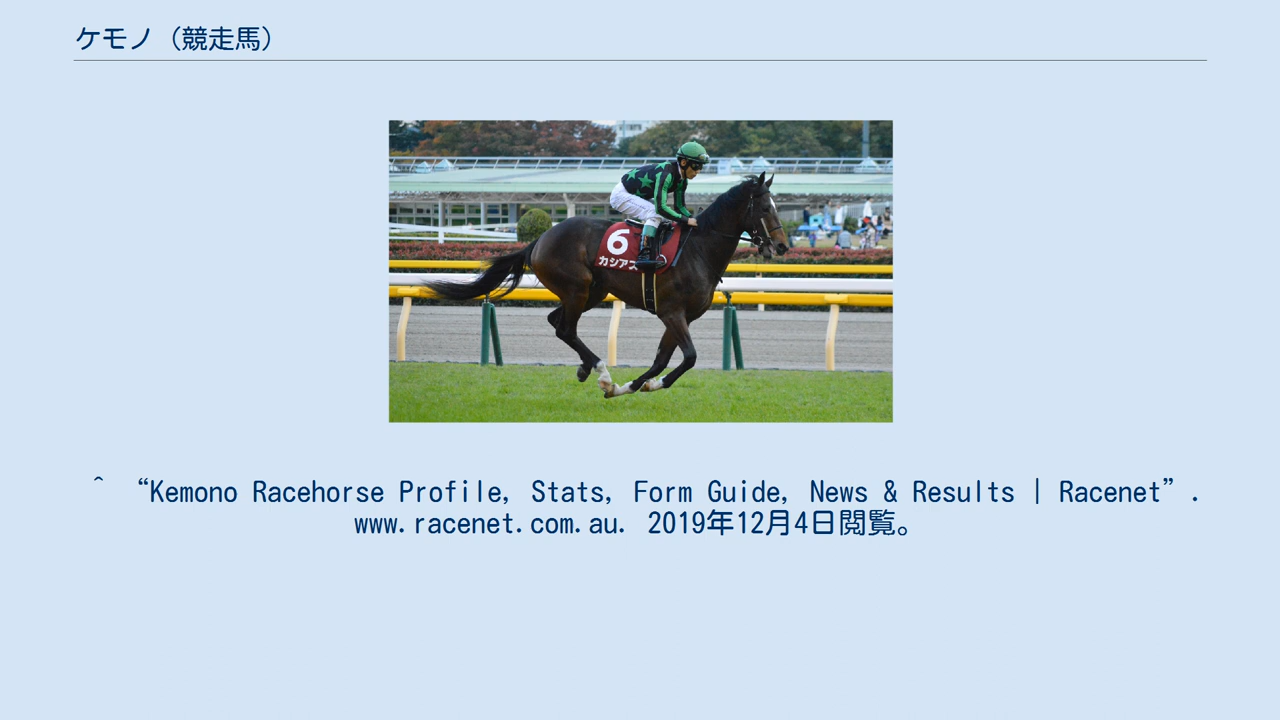 ケモノ（競走馬）
6
カシアス
^ “Kemono Racehorse Profile, Stats, Form Guide, News & Results | Racenet”.
www.racenet.com.au. 2019年12月4日閲覧。